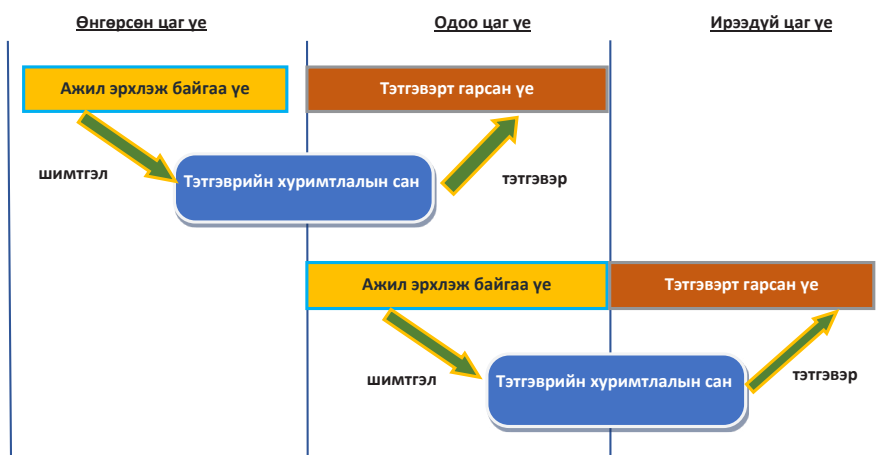 Өнгөрсөн цаг үе
Одоо цаг үе
Ирээдүй цаг үе
Ажил эрхлэж байгаа үе
Тэтгэвэрт гарсан үе
шимтгэл
Тэтгэврийн хуримтлалын сан
тэтгэвэр
Ажил эрхлэж байгаа үе
Тэтгэвэрт гарсан үе
шимтгэл
Тэтгэврийн хуримтлалын сан
тэтгэвэр